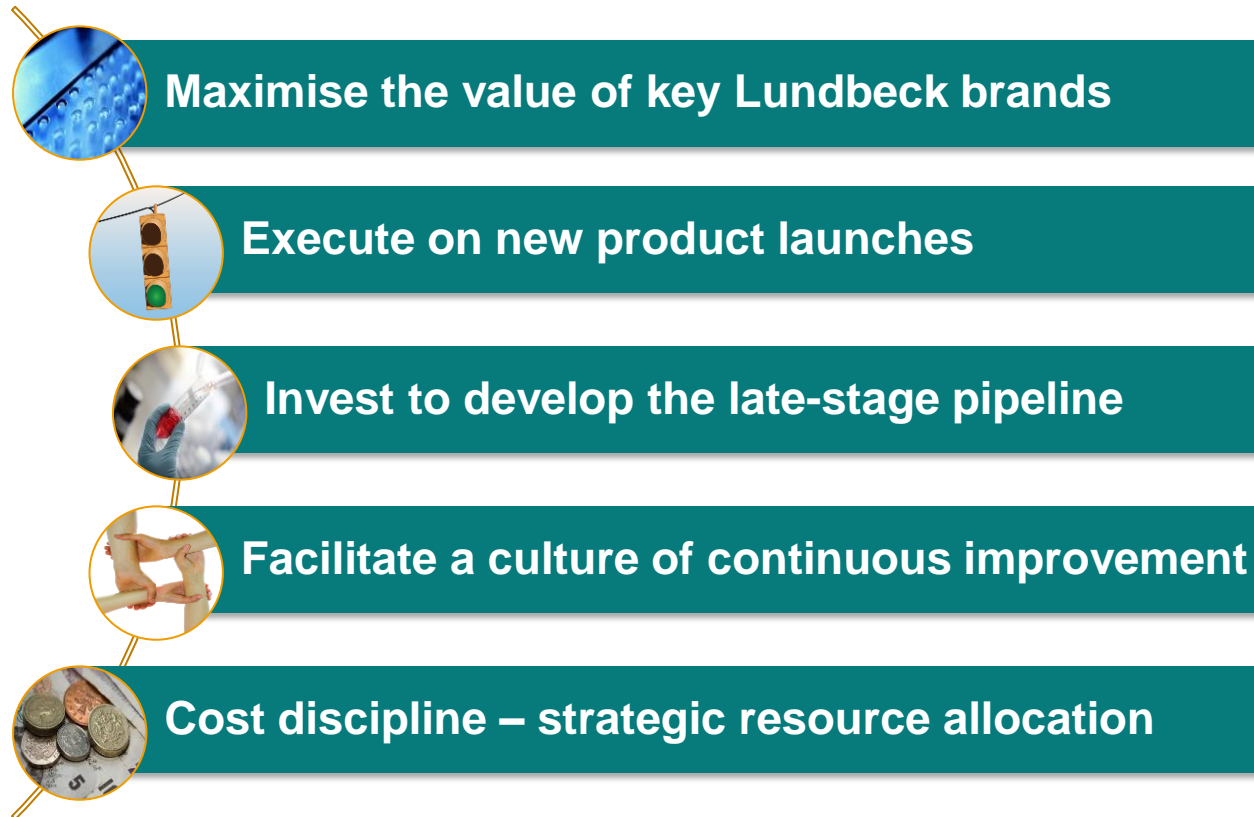 Maximise the value of key Lundbeck brands
Execute on new product launches
Invest to develop the late-stage pipeline
Facilitate a culture of continuous improvement
Cost discipline – strategic resource allocation
5